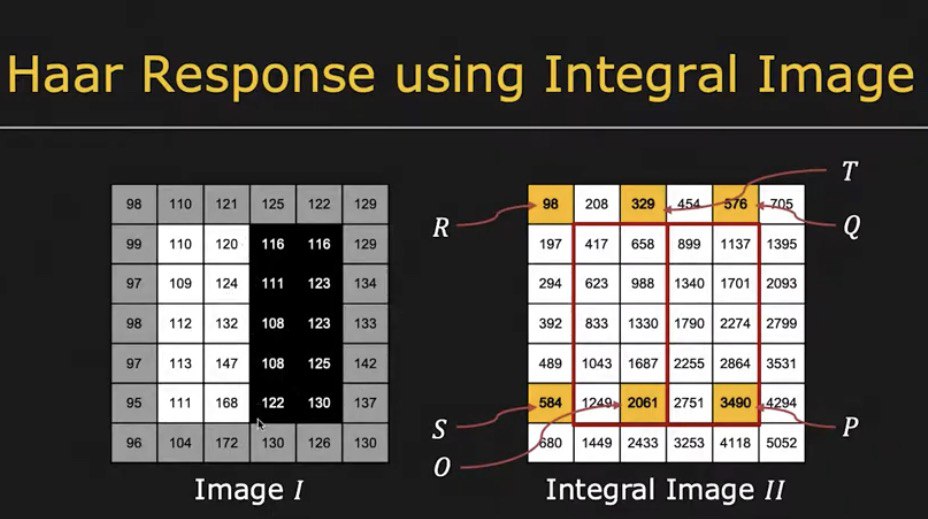 Haar Response using Integral Image
98 110 121 125 122 129
99 110 120 116 116 129
97 109 124 111 123 134
98 112 132 108 123 133
97 113 147 108 125 142
95 111 168 122 130 137
96 104 172 130 126 130
Image I
T
R
Q
98 208 329 454 576 705
197 417 658 899 1137 1395
294 623 988 1340 1701 2093
392 833 1330 1790 2274 2799
489 1043 1687 2255 2864 3531
584 1249 2061 2751 3490 4294
680 1449 2433 3253 4118 5052
S
O
P
Integral Image II